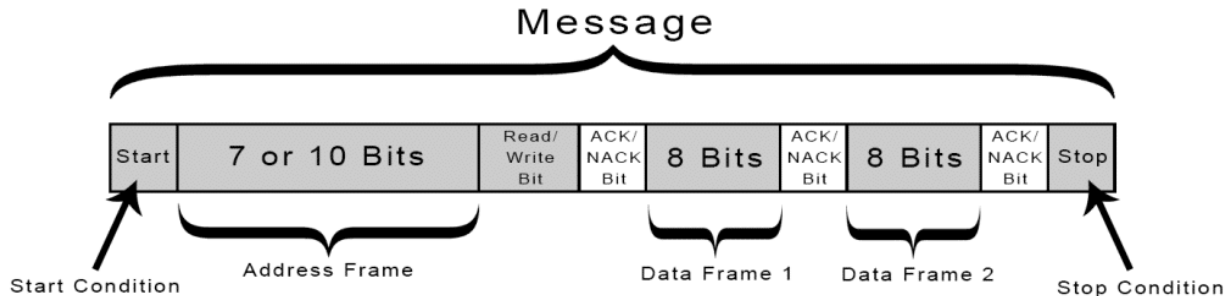 Message
Start
7 or 10 Bits
Read/
Write
Bit
ACK/
NACK
Bit
8 Bits
ACK/
NACK
Bit
8 Bits
ACK/
NACK
Bit
Stop
Start Condition
Address Frame
Data Frame 1
Data Frame 2
Stop Condition